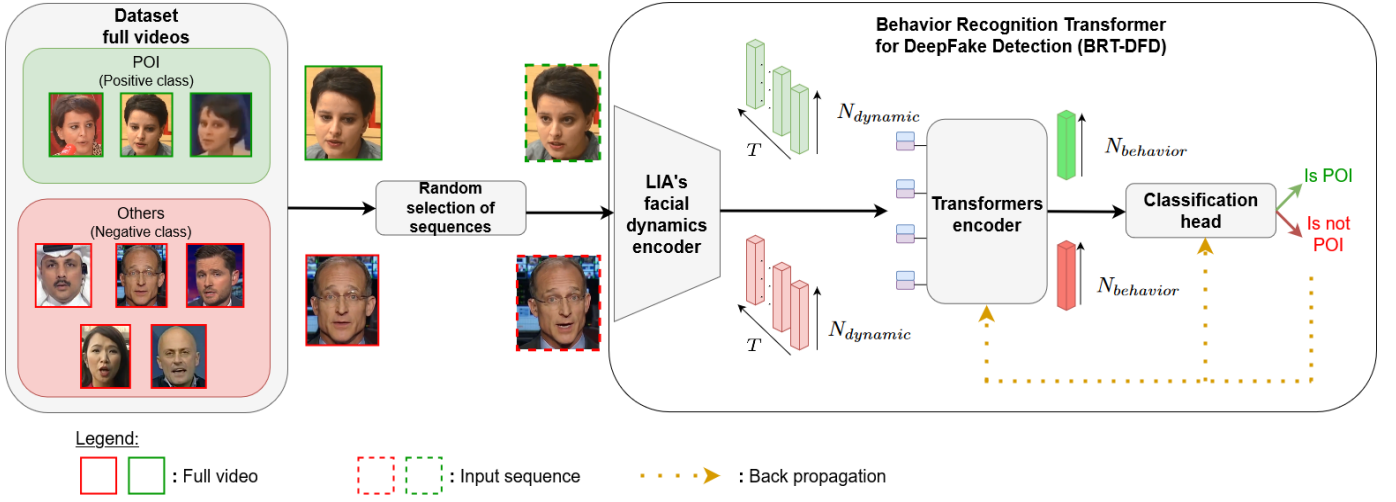 Dataset
full videos
POI
(Positive class)
Others
(Negative class)
Random
selection of
sequences
Behavior Recognition Transformer
for DeepFake Detection (BRT-DFD)
LIA's
facial
dynamics
encoder
T
N_dynamic
T
N_dynamic
Transformers
encoder
N_behavior
N_behavior
Classification
head
Is POI
Is not
POI
Legend:
: Full video
: Input sequence
: Back propagation